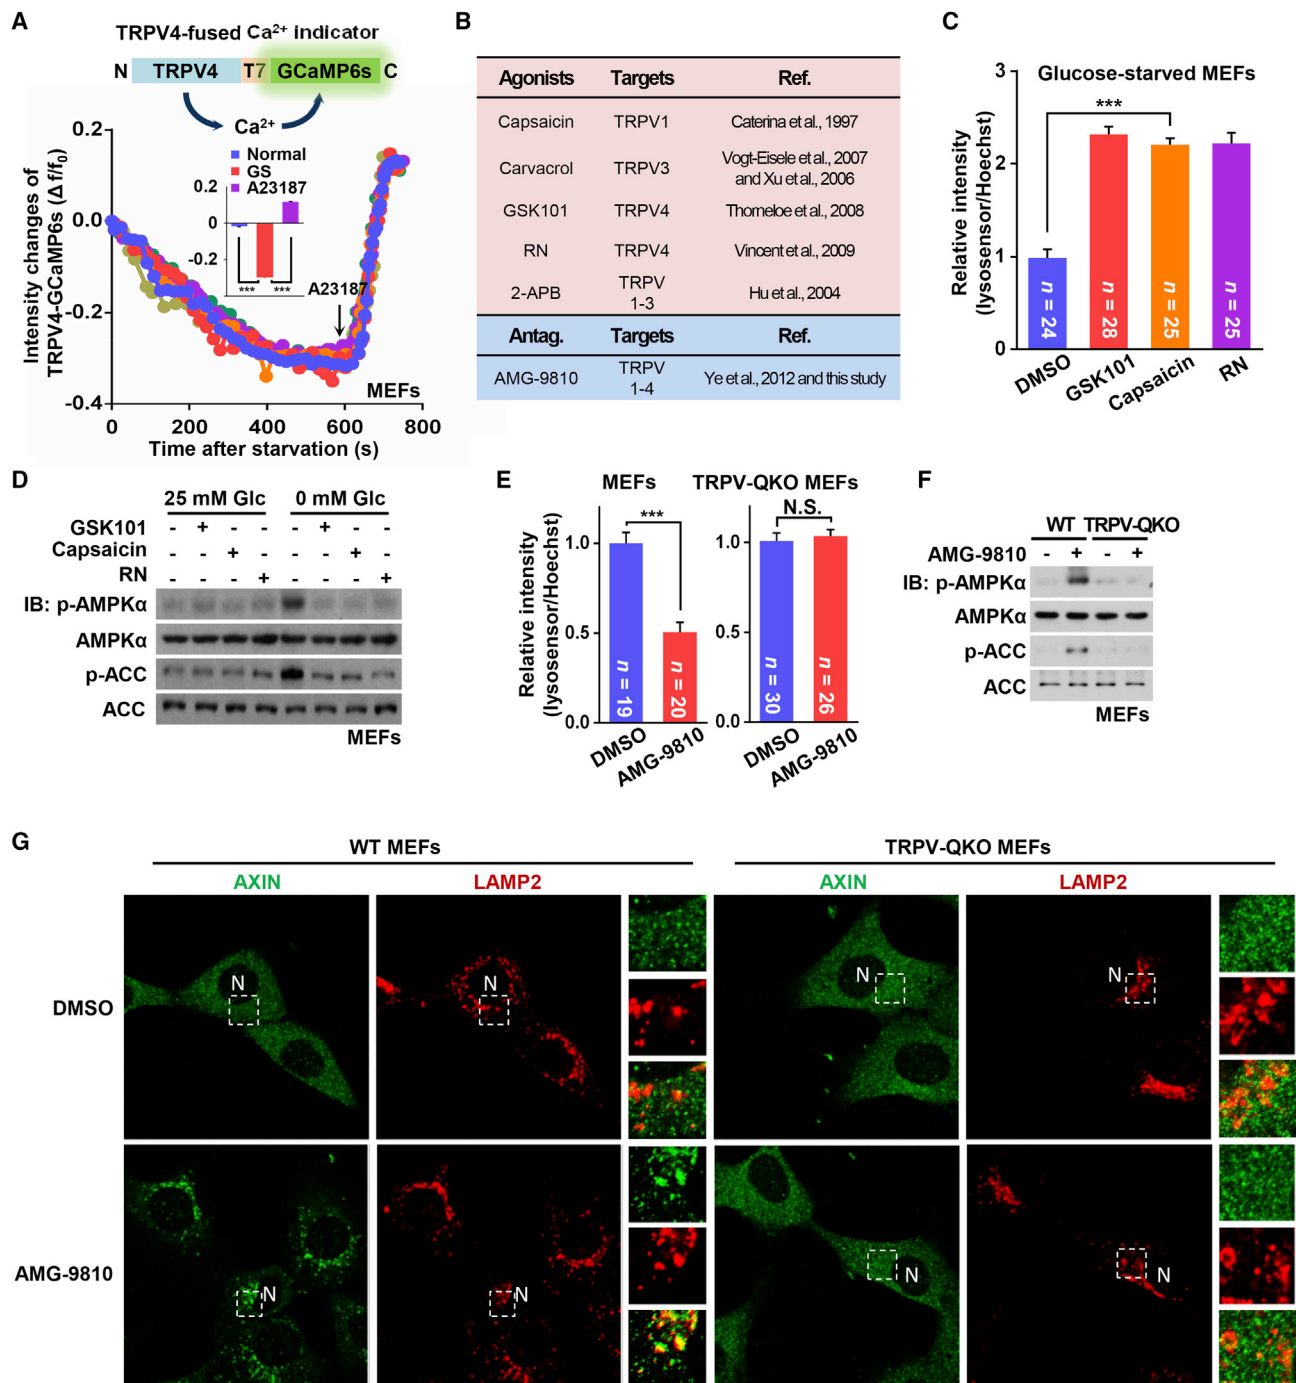 A
TRPV4-fused Ca²⁺ indicator
N TRPV4 T7 GCaMP6s C
Ca²⁺
Normal
GS
A23187
Intensity changes of
TRPV4-GCaMP6s (Δ f/f₀)
0.2
0.0
-0.2
-0.4
0.2
0
-0.2
*** ***
A23187
MEFs
0 200 400 600 800
Time after starvation (s)
B
Agonists Targets Ref.
Capsaicin TRPV1 Caterina et al., 1997
Carvacrol TRPV3 Vogt-Eisele et al., 2007
and Xu et al., 2006
GSK101 TRPV4 Thorneloe et al., 2008
RN TRPV4 Vincent et al., 2009
2-APB TRPV
1-3 Hu et al., 2004
Antag. Targets Ref.
AMG-9810 TRPV
1-4 Ye et al., 2012 and this study
C
Glucose-starved MEFs
***
Relative intensity
(lysosensor/Hoechst)
3
2
1
0
n = 24 n = 28 n = 25 n = 25
DMSO GSK101 Capsaicin RN
D
25 mM Glc 0 mM Glc
GSK101 - + - - - + - -
Capsaicin - - + - - - + -
RN - - - + - - - +
IB: p-AMPKα
AMPKα
p-ACC
ACC
MEFs
E
MEFs TRPV-QKO MEFs
*** N.S.
Relative intensity
(lysosensor/Hoechst)
1.0 1.0
0.5 0.5
0.0 0.0
n = 19 n = 20 n = 30 n = 26
DMSO AMG-9810 DMSO AMG-9810
F
WT TRPV-QKO
AMG-9810 - + - +
IB: p-AMPKα
AMPKα
p-ACC
ACC
MEFs
G
WT MEFs TRPV-QKO MEFs
AXIN LAMP2 AXIN LAMP2
DMSO
N N N N
AMG-9810
N N N N